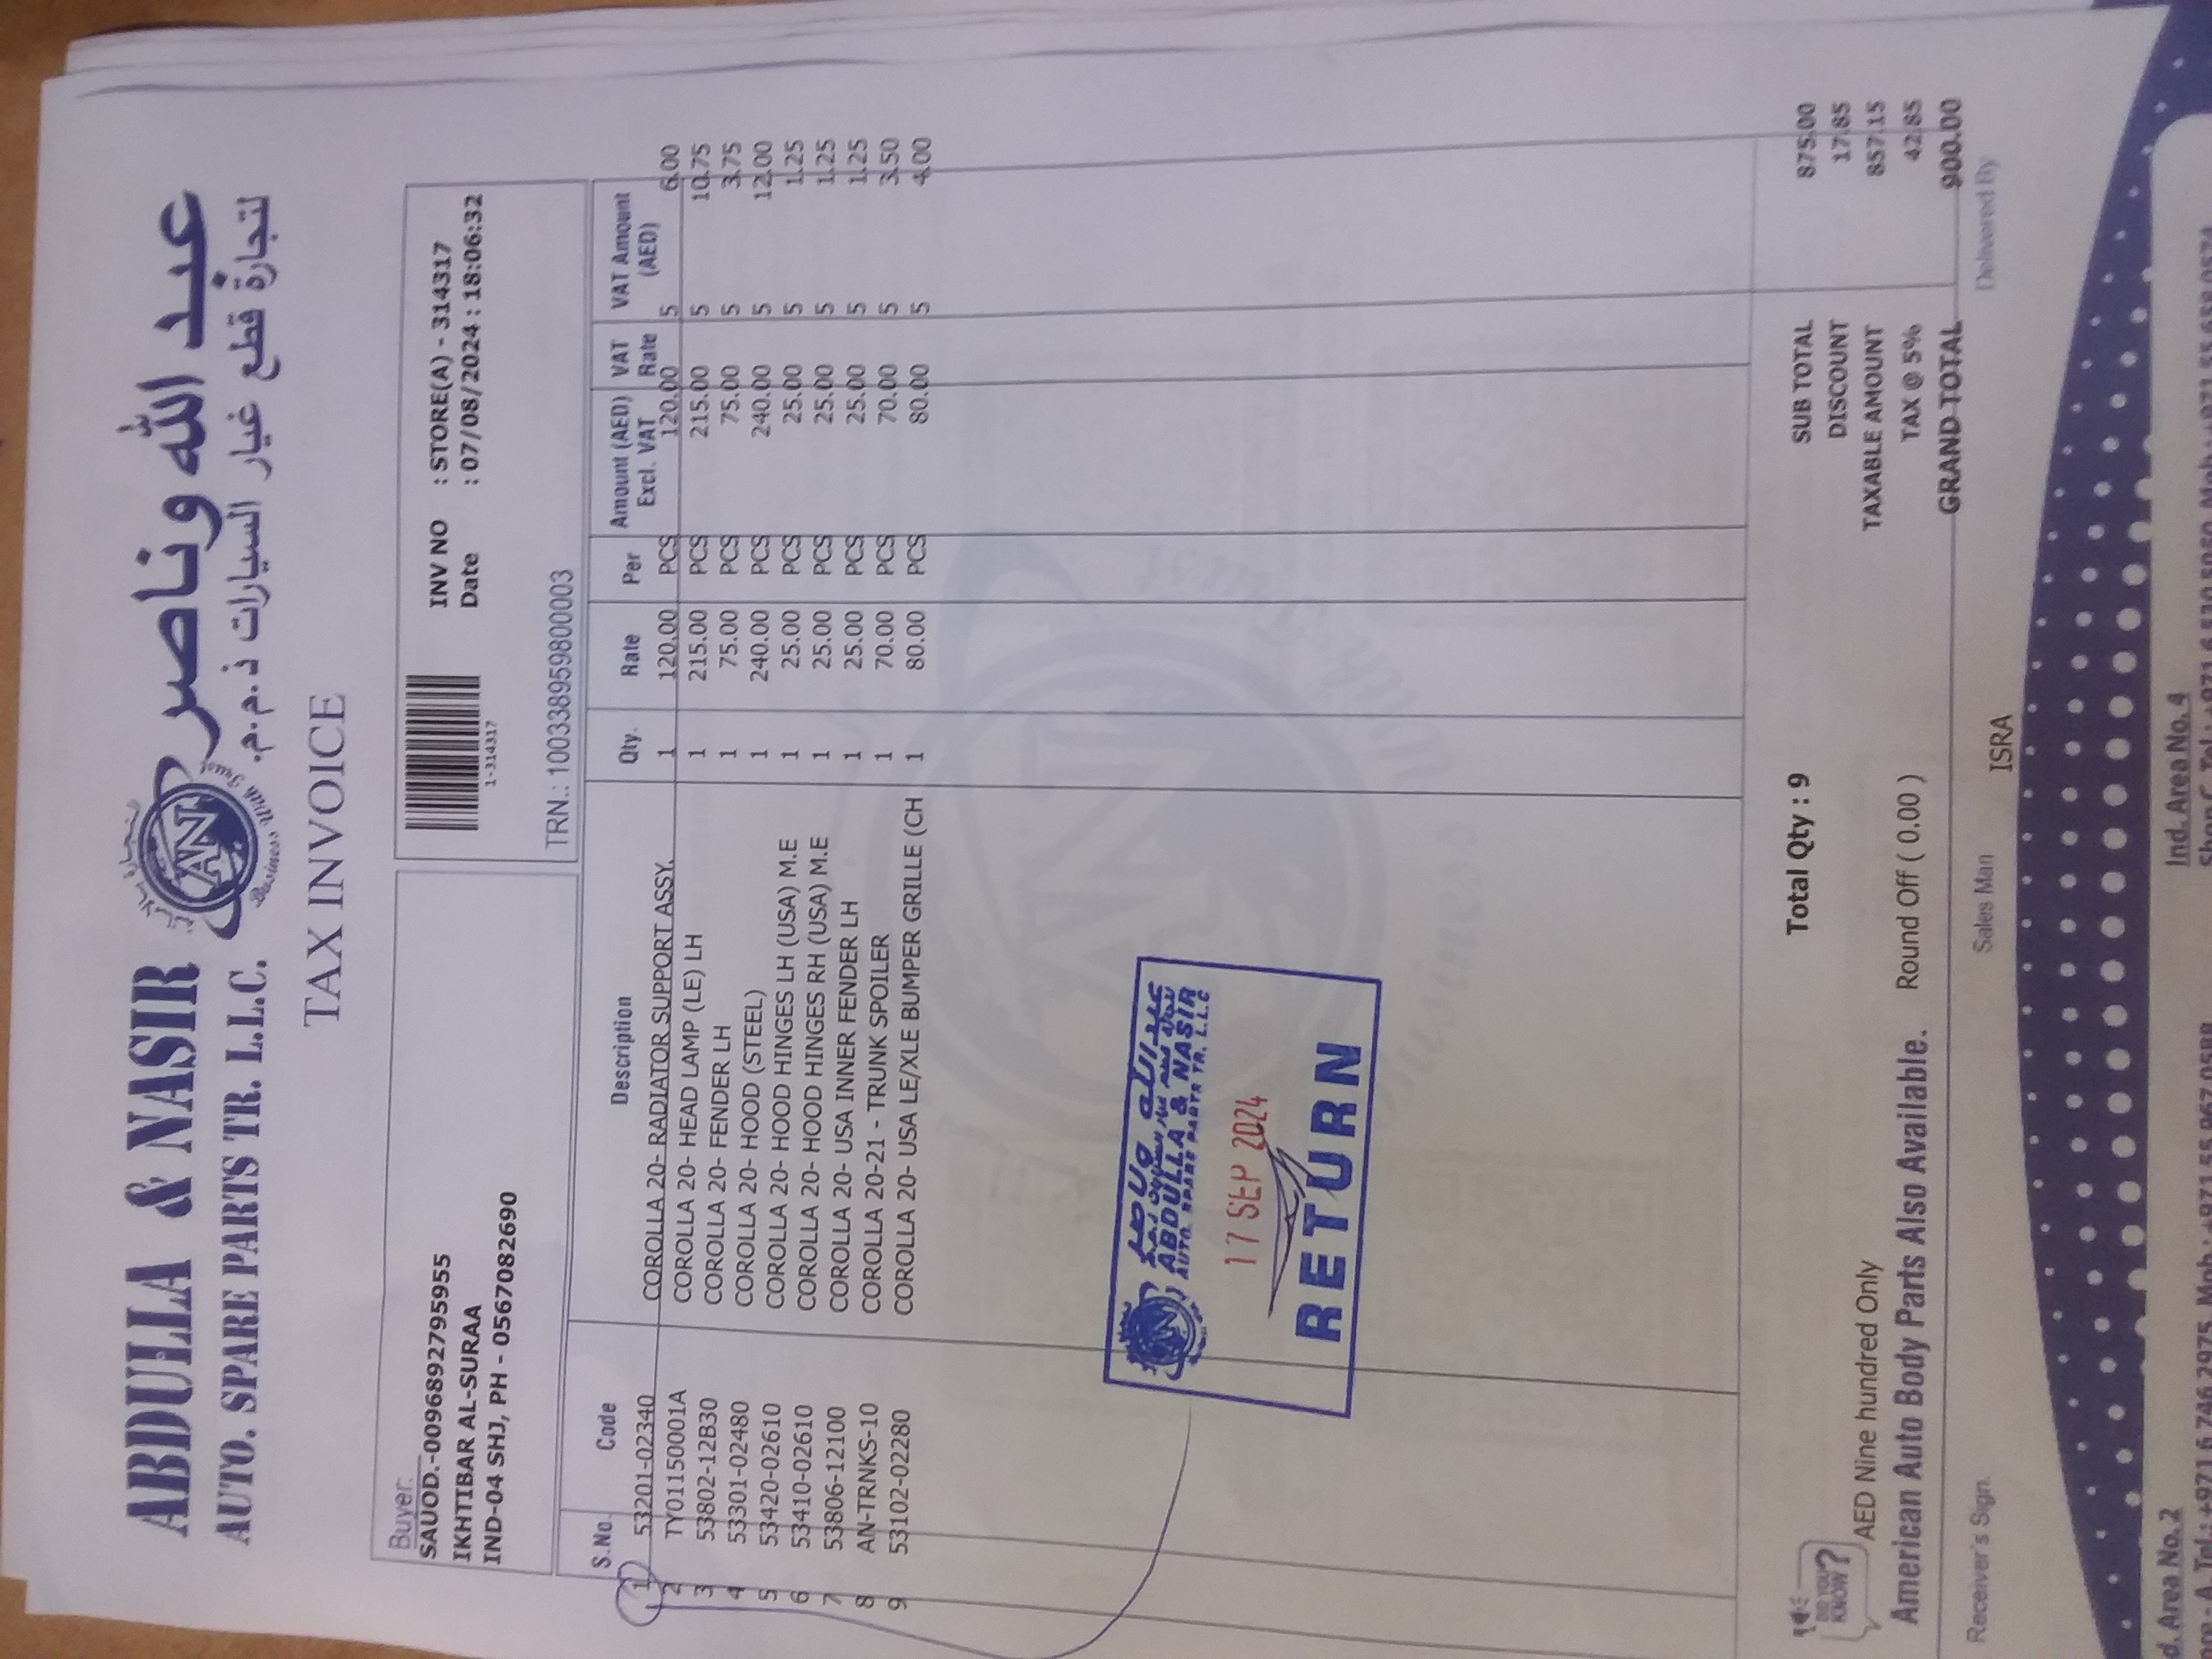 ABDULLA & NASIR
عبد الله وناصر
AUTO. SPARE PARTS TR. L.L.C.
لتجارة قطع غيار السيارات ذ.م.م.
AN
Business With
TAX INVOICE
Buyer:
SAUOD.-0096892795955
IKHTIBAR AL-SURAA
IND-04 SHJ, PH - 0567082690
1-314317
INV NO : STORE(A) - 314317
Date : 07/08/2024 : 18:06:32
TRN.: 100338959800003
S.No. Code Description Qty. Rate Per Amount (AED) Excl. VAT VAT Rate VAT Amount (AED)
1 53201-02340 COROLLA 20- RADIATOR SUPPORT ASSY. 1 120.00 PCS 120.00 5 6.00
2 TY01150001A COROLLA 20- HEAD LAMP (LE) LH 1 215.00 PCS 215.00 5 10.75
3 53802-12B30 COROLLA 20- FENDER LH 1 75.00 PCS 75.00 5 3.75
4 53301-02480 COROLLA 20- HOOD (STEEL) 1 240.00 PCS 240.00 5 12.00
5 53420-02610 COROLLA 20- HOOD HINGES LH (USA) M.E 1 25.00 PCS 25.00 5 1.25
6 53410-02610 COROLLA 20- HOOD HINGES RH (USA) M.E 1 25.00 PCS 25.00 5 1.25
7 53806-12100 COROLLA 20- USA INNER FENDER LH 1 25.00 PCS 25.00 5 1.25
8 AN-TRNKS-10 COROLLA 20-21 - TRUNK SPOILER 1 70.00 PCS 70.00 5 3.50
9 53102-02280 COROLLA 20- USA LE/XLE BUMPER GRILLE (CH 1 80.00 PCS 80.00 5 4.00
عبدالله وناصر
ABDULLA & NASIR
AUTO. SPARE PARTS TR. L.L.C
17 SEP 2024
RETURN
Total Qty : 9
SUB TOTAL 875.00
DISCOUNT 17.85
TAXABLE AMOUNT 857.15
TAX @ 5% 42.85
GRAND TOTAL 900.00
DO YOU KNOW?
AED Nine hundred Only
American Auto Body Parts Also Available.
Round Off ( 0.00 )
Receiver's Sign.
Sales Man
ISRA
Delivered By
d. Area No.2
Ind. Area No. 4